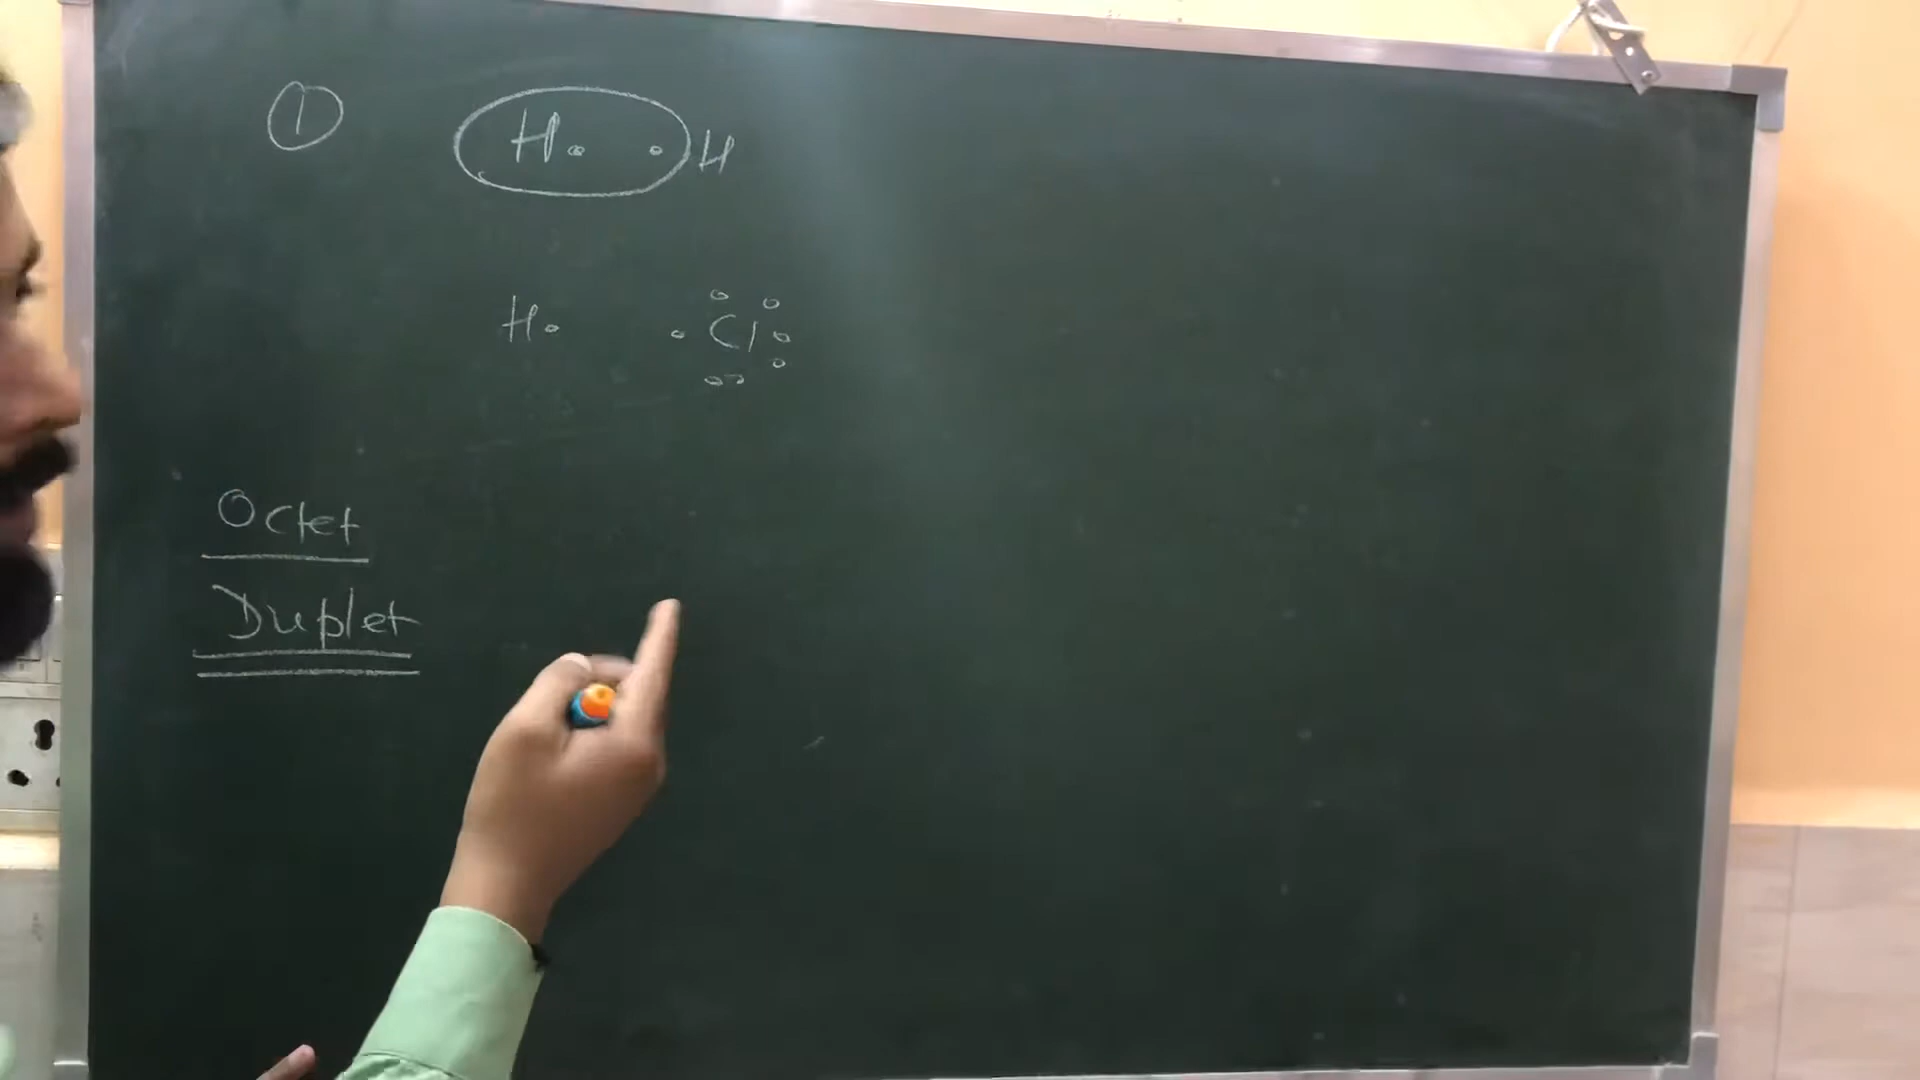 ① H. .H
H. .Cl
Octet
Duplet